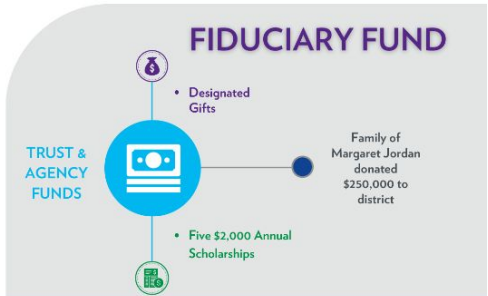 FIDUCIARY FUND
• Designated
Gifts
TRUST &
AGENCY
FUNDS
Family of
Margaret Jordan
donated
$250,000 to
district
• Five $2,000 Annual
Scholarships